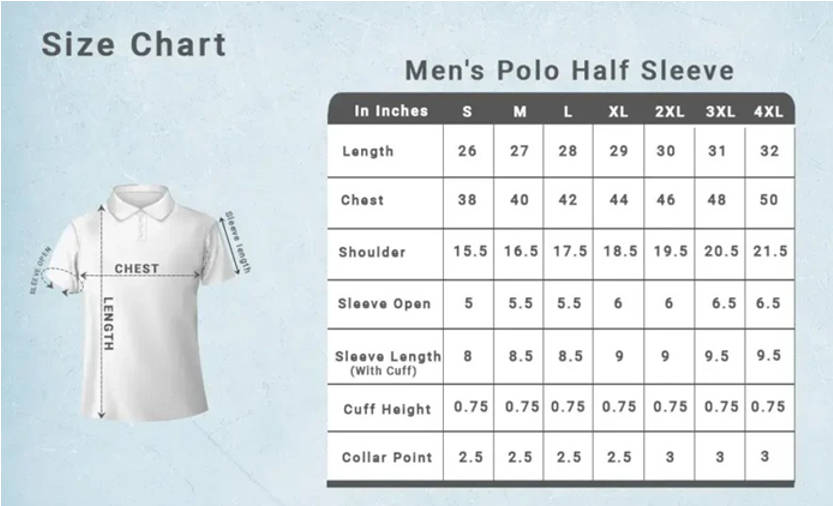 Size Chart
Men's Polo Half Sleeve
In Inches S M L XL 2XL 3XL 4XL
Length 26 27 28 29 30 31 32
Chest 38 40 42 44 46 48 50
Shoulder 15.5 16.5 17.5 18.5 19.5 20.5 21.5
Sleeve Open 5 5.5 5.5 6 6 6.5 6.5
Sleeve Length 8 8.5 8.5 9 9 9.5 9.5
(With Cuff)
Cuff Height 0.75 0.75 0.75 0.75 0.75 0.75 0.75
Collar Point 2.5 2.5 2.5 2.5 3 3 3
Sleeve length
SLEEVE OPEN
CHEST
LENGTH